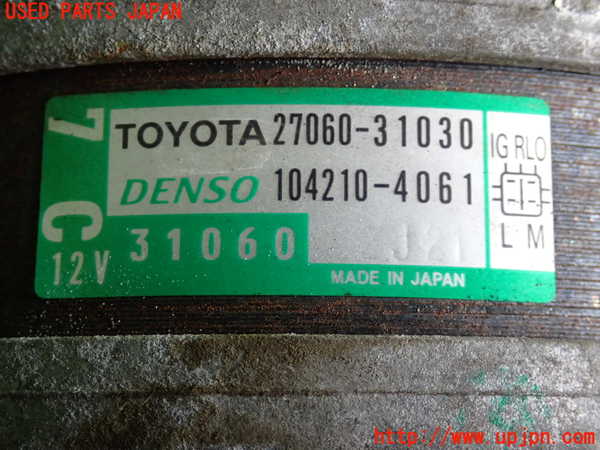 USED PARTS JAPAN
7C
TOYOTA 27060-31030
DENSO 104210-4061
31060 J21
12V
MADE IN JAPAN
IG RLO
L M
http://www.upjpn.com